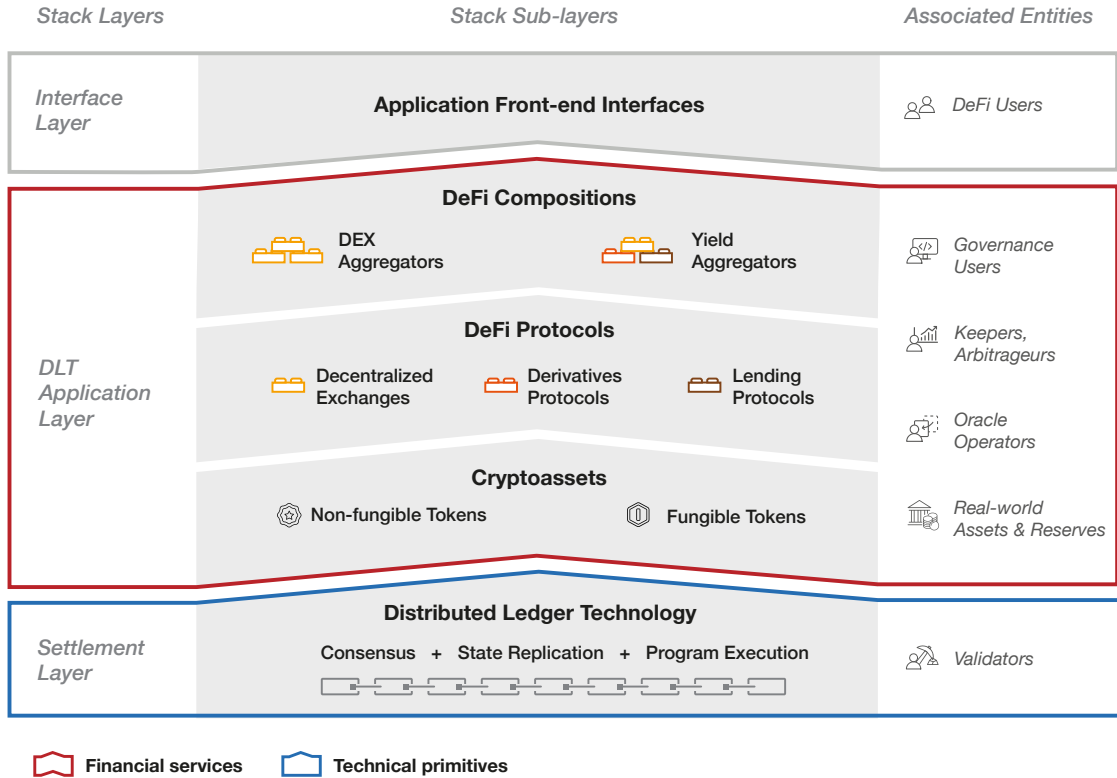 Stack Layers
Stack Sub-layers
Associated Entities
Interface
Layer
Application Front-end Interfaces
DeFi Users
DLT
Application
Layer
DeFi Compositions
DEX
Aggregators
Yield
Aggregators
DeFi Protocols
Decentralized
Exchanges
Derivatives
Protocols
Lending
Protocols
Cryptoassets
Non-fungible Tokens
Fungible Tokens
Governance
Users
Keepers,
Arbitrageurs
Oracle
Operators
Real-world
Assets & Reserves
Settlement
Layer
Distributed Ledger Technology
Consensus + State Replication + Program Execution
Validators
Financial services
Technical primitives